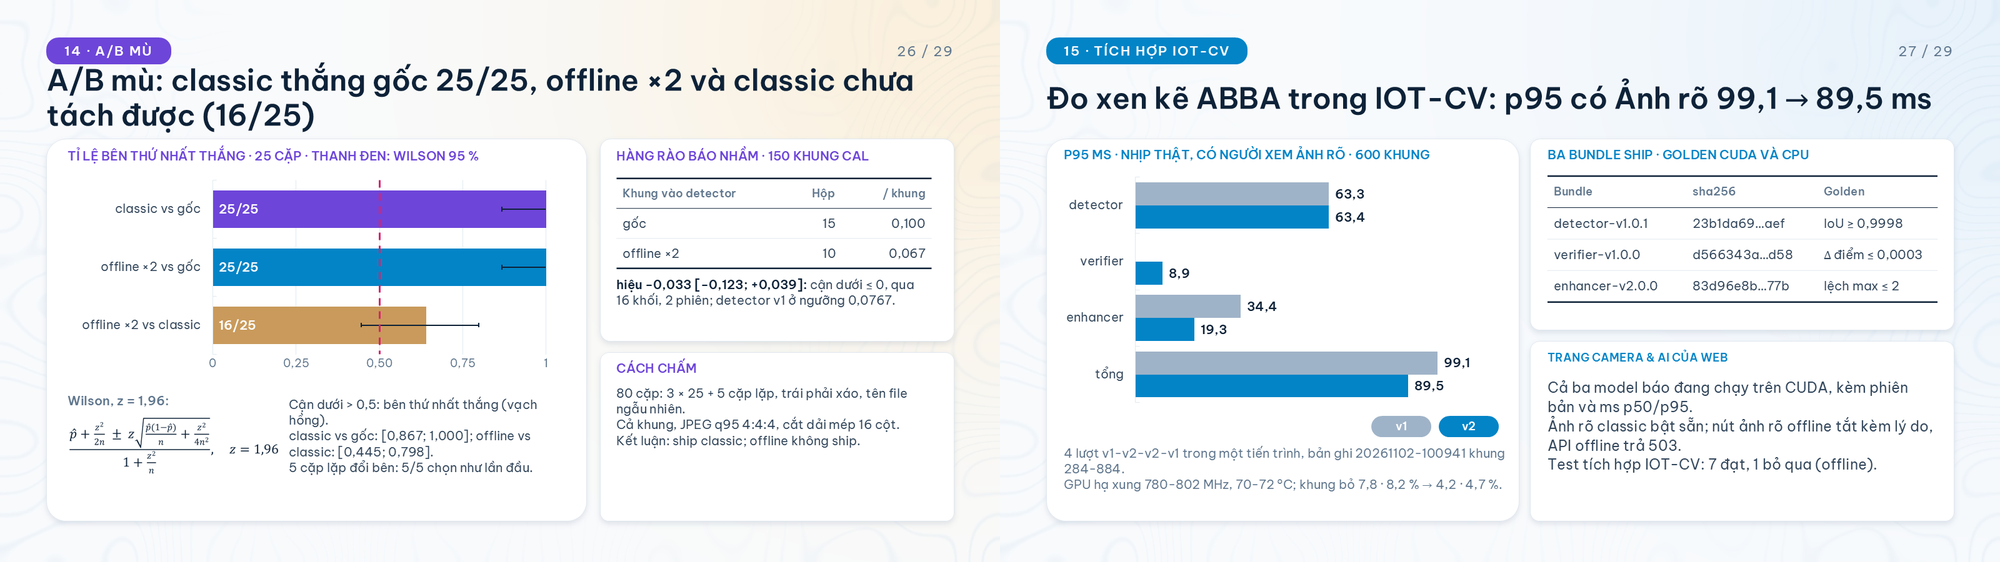 14 · A/B MÙ
26 / 29
A/B mù: classic thắng gốc 25/25, offline ×2 và classic chưa
tách được (16/25)
TỈ LỆ BÊN THỨ NHẤT THẮNG · 25 CẶP · THANH ĐEN: WILSON 95 %
classic vs gốc
25/25
offline ×2 vs gốc
25/25
offline ×2 vs classic
16/25
0
0,25
0,50
0,75
1
Wilson, z = 1,96:
p̂ + z²/2n ± z√(p̂(1−p̂)/n + z²/4n²)
1 + z²/n
, z = 1,96
Cận dưới > 0,5: bên thứ nhất thắng (vạch
hồng).
classic vs gốc: [0,867; 1,000]; offline vs
classic: [0,445; 0,798].
5 cặp lặp đổi bên: 5/5 chọn như lần đầu.
HÀNG RÀO BÁO NHẦM · 150 KHUNG CAL
Khung vào detector Hộp / khung
gốc 15 0,100
offline ×2 10 0,067
hiệu −0,033 [−0,123; +0,039]: cận dưới ≤ 0, qua
16 khối, 2 phiên; detector v1 ở ngưỡng 0,0767.
CÁCH CHẤM
80 cặp: 3 × 25 + 5 cặp lặp, trái phải xáo, tên file
ngẫu nhiên.
Cả khung, JPEG q95 4:4:4, cắt dải mép 16 cột.
Kết luận: ship classic; offline không ship.
15 · TÍCH HỢP IOT-CV
27 / 29
Đo xen kẽ ABBA trong IOT-CV: p95 có Ảnh rõ 99,1 → 89,5 ms
P95 MS · NHỊP THẬT, CÓ NGƯỜI XEM ẢNH RÕ · 600 KHUNG
detector
63,3
63,4
verifier
8,9
enhancer
34,4
19,3
tổng
99,1
89,5
v1
v2
4 lượt v1-v2-v2-v1 trong một tiến trình, bản ghi 20261102-100941 khung
284-884.
GPU hạ xung 780-802 MHz, 70-72 °C; khung bỏ 7,8 · 8,2 % → 4,2 · 4,7 %.
BA BUNDLE SHIP · GOLDEN CUDA VÀ CPU
Bundle sha256 Golden
detector-v1.0.1 23b1da69…aef IoU ≥ 0,9998
verifier-v1.0.0 d566343a…d58 Δ điểm ≤ 0,0003
enhancer-v2.0.0 83d96e8b…77b lệch max ≤ 2
TRANG CAMERA & AI CỦA WEB
Cả ba model báo đang chạy trên CUDA, kèm phiên
bản và ms p50/p95.
Ảnh rõ classic bật sẵn; nút ảnh rõ offline tắt kèm lý do,
API offline trả 503.
Test tích hợp IOT-CV: 7 đạt, 1 bỏ qua (offline).